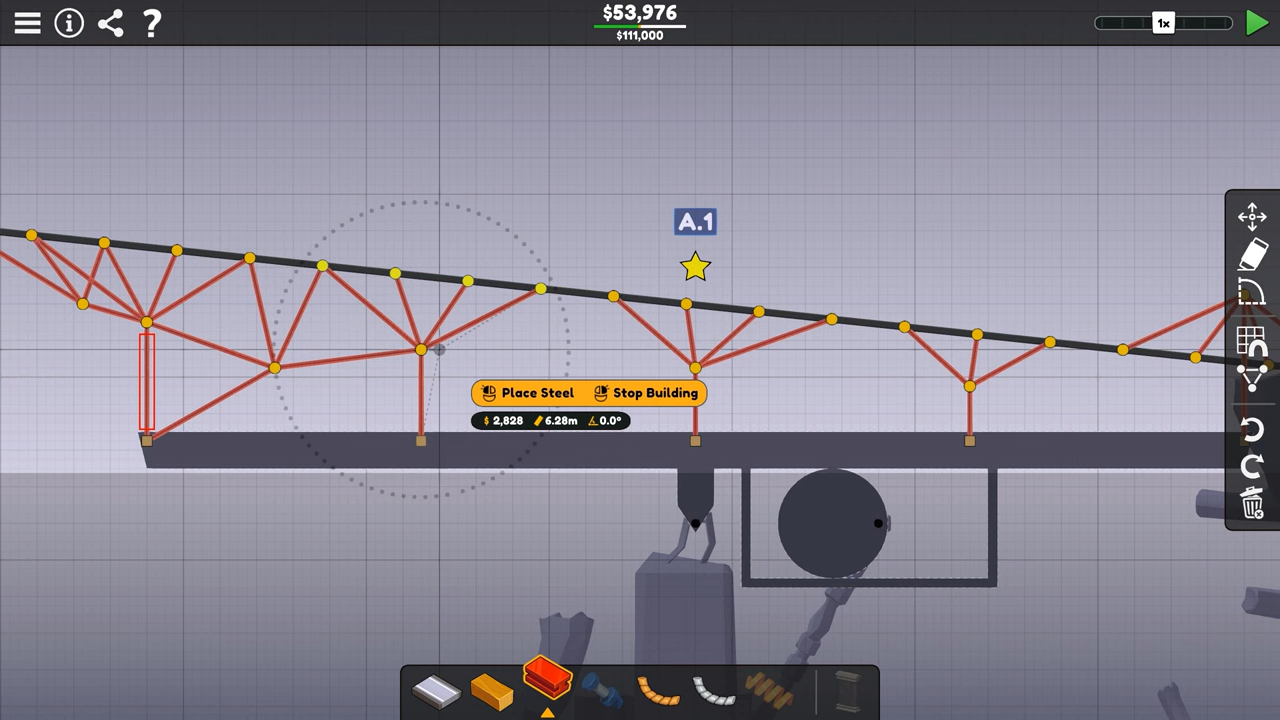 $53,976
$111,000
1x
A.1
Place Steel Stop Building
$ 2,828 6.28m 0.0°